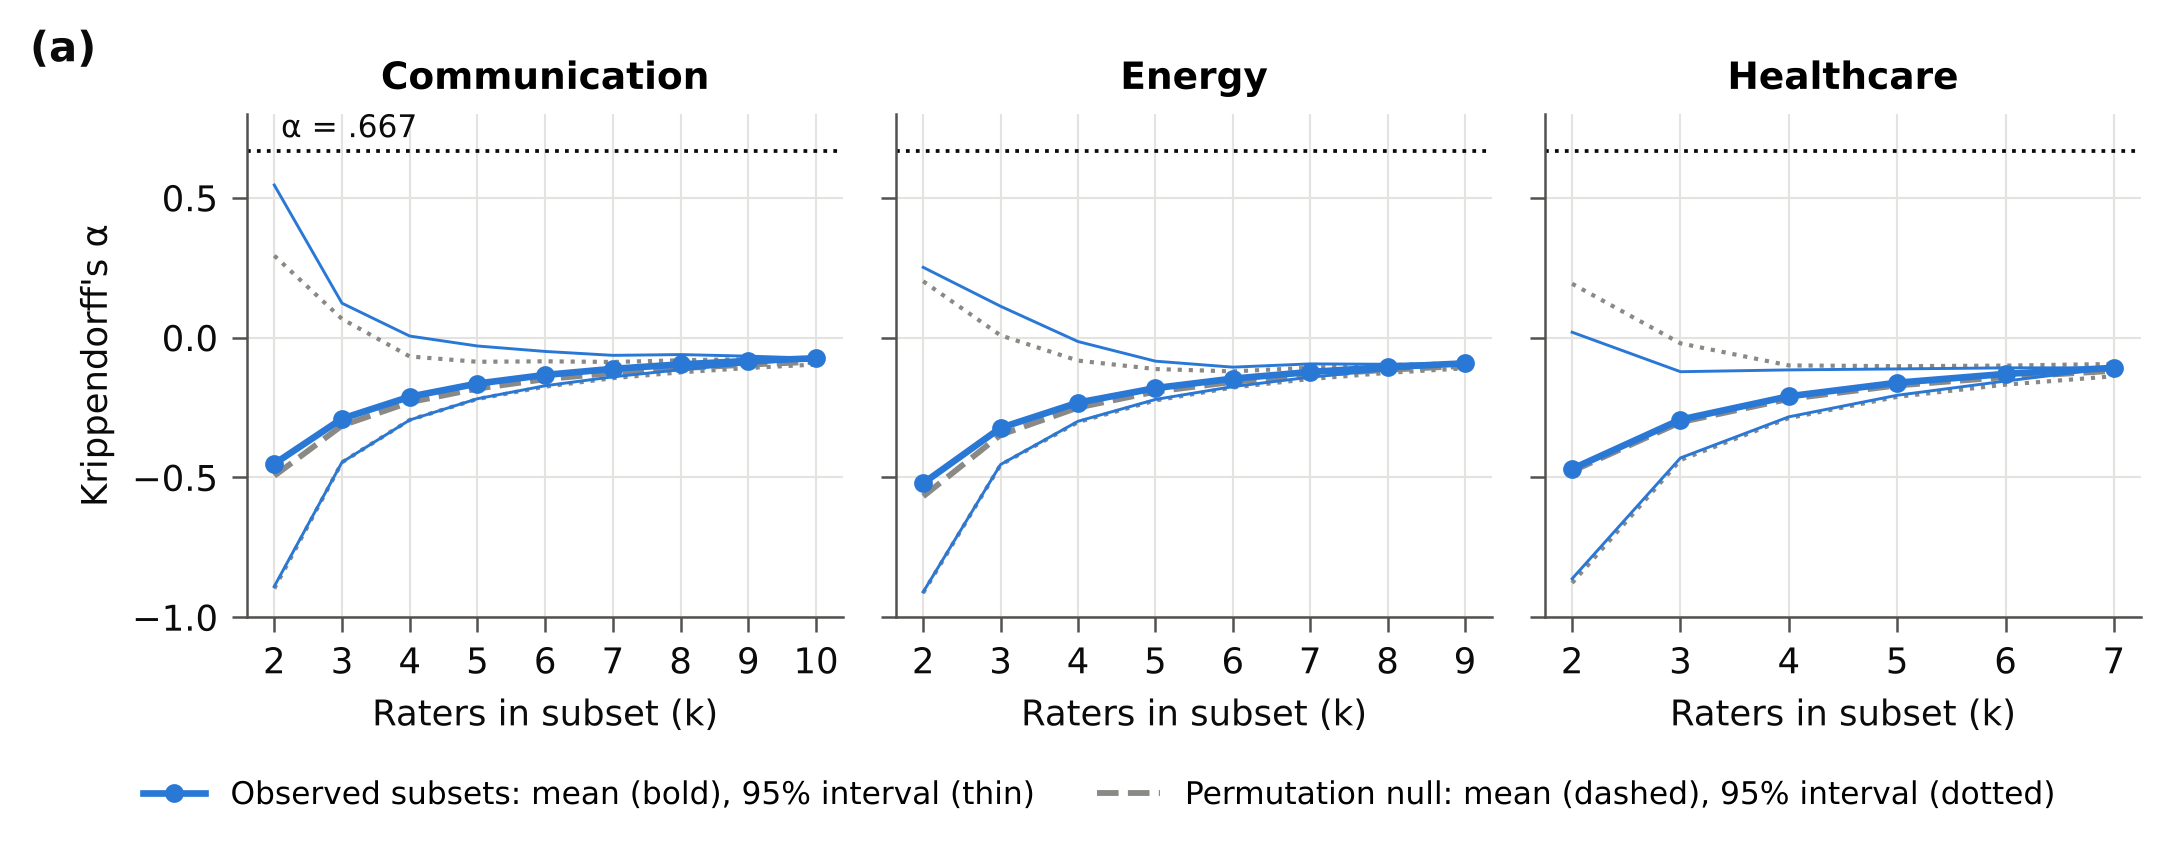 (a)
Communication
Energy
Healthcare
α = .667
Krippendorff's α
0.5
0.0
−0.5
−1.0
2 3 4 5 6 7 8 9 10
2 3 4 5 6 7 8 9
2 3 4 5 6 7
Raters in subset (k)
Raters in subset (k)
Raters in subset (k)
Observed subsets: mean (bold), 95% interval (thin)
Permutation null: mean (dashed), 95% interval (dotted)